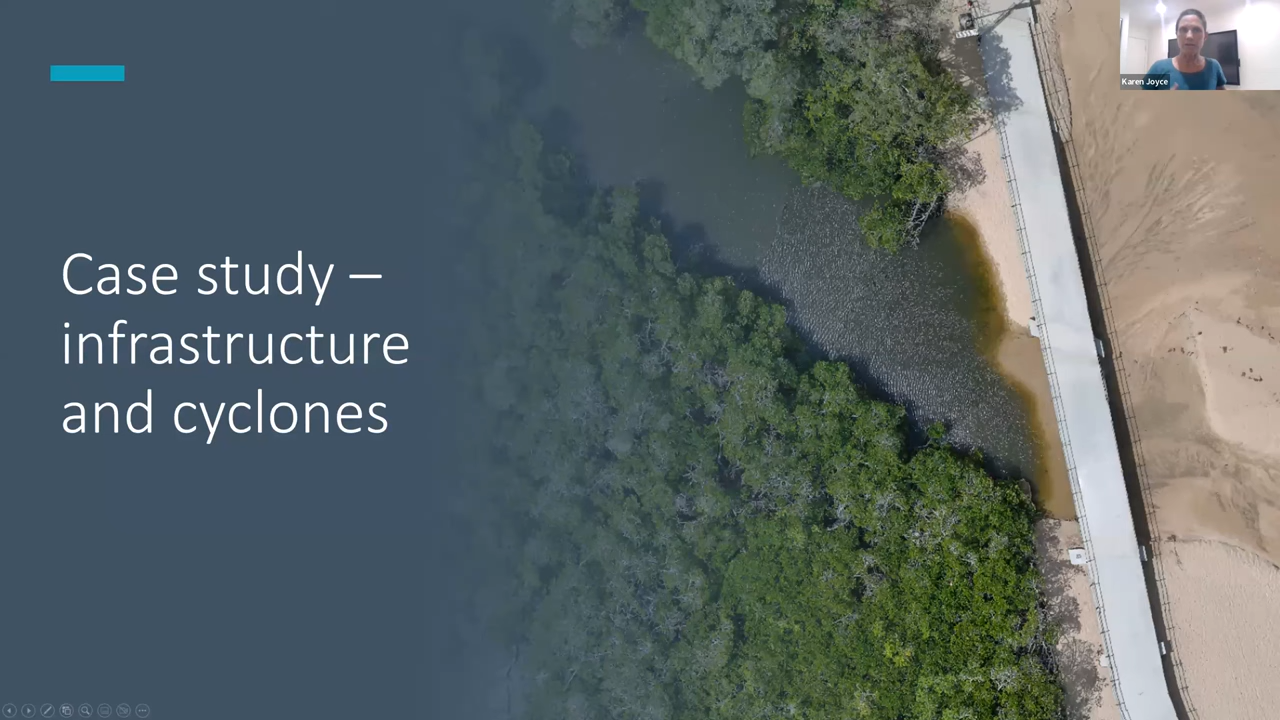 Karen Joyce
Case study –
infrastructure
and cyclones